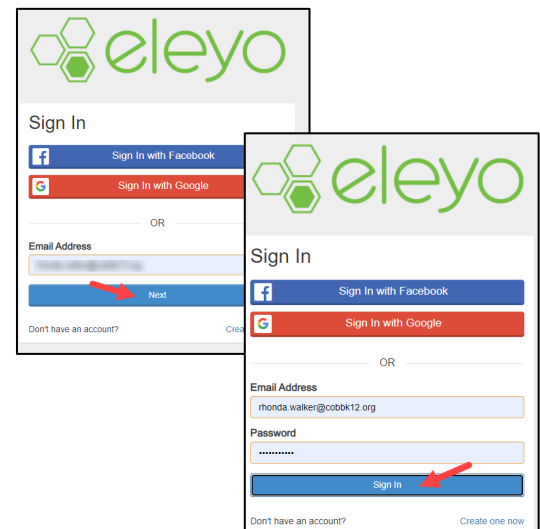 eleyo
Sign In
Sign In with Facebook
Sign In with Google
OR
Email Address
Next
Don't have an account?
Crea
eleyo
Sign In
Sign In with Facebook
Sign In with Google
OR
Email Address
rhonda.walker@cobbk12.org
Password
Sign In
Don't have an account? Create one now